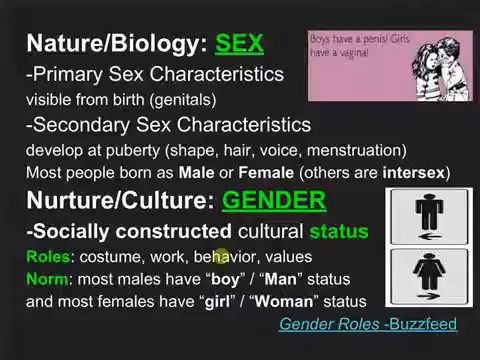 Nature/Biology: SEX
Boys have a penis! Girls
have a vagina!
-Primary Sex Characteristics
visible from birth (genitals)
-Secondary Sex Characteristics
develop at puberty (shape, hair, voice, menstruation)
Most people born as Male or Female (others are intersex)
Nurture/Culture: GENDER
-Socially constructed cultural status
Roles: costume, work, behavior, values
Norm: most males have “boy” / “Man” status
and most females have “girl” / “Woman” status
Gender Roles -Buzzfeed